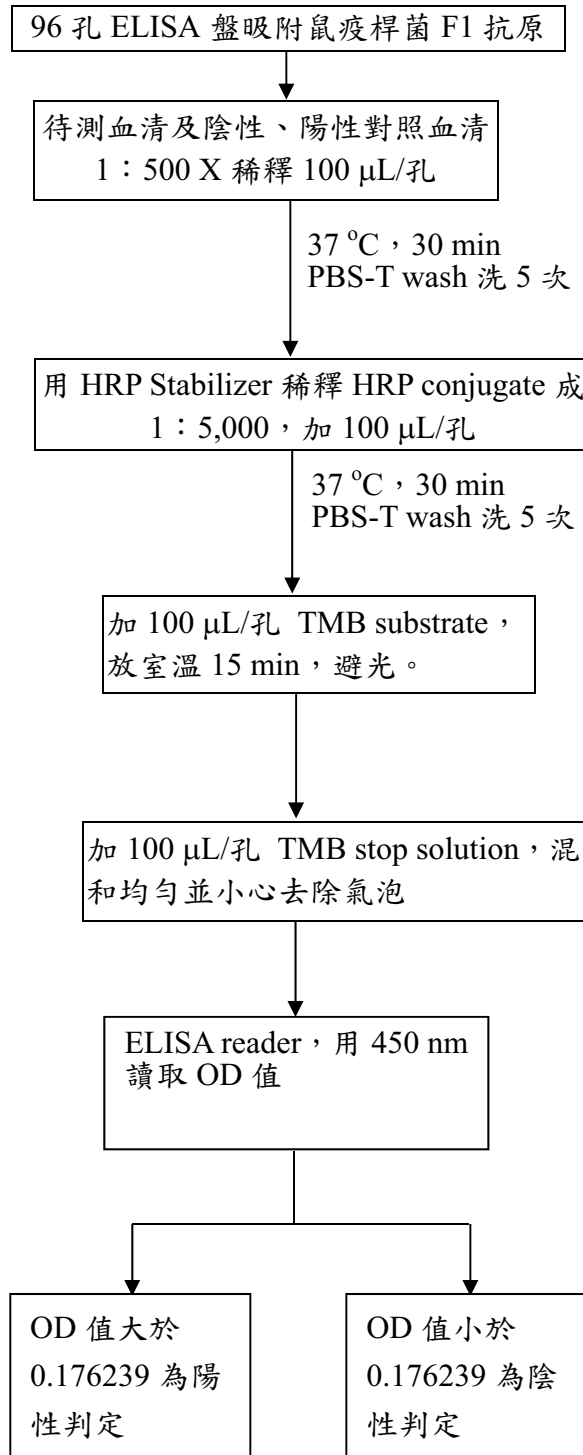 96 孔 ELISA 盤吸附鼠疫桿菌 F1 抗原
待測血清及陰性、陽性對照血清
1：500 X 稀釋 100 μL/孔
37 °C，30 min
PBS-T wash 洗 5 次
用 HRP Stabilizer 稀釋 HRP conjugate 成
1：5,000，加 100 μL/孔
37 °C，30 min
PBS-T wash 洗 5 次
加 100 μL/孔 TMB substrate，
放室溫 15 min，避光。
加 100 μL/孔 TMB stop solution，混
和均勻並小心去除氣泡
ELISA reader，用 450 nm
讀取 OD 值
OD 值大於
0.176239 為陽
性判定
OD 值小於
0.176239 為陰
性判定